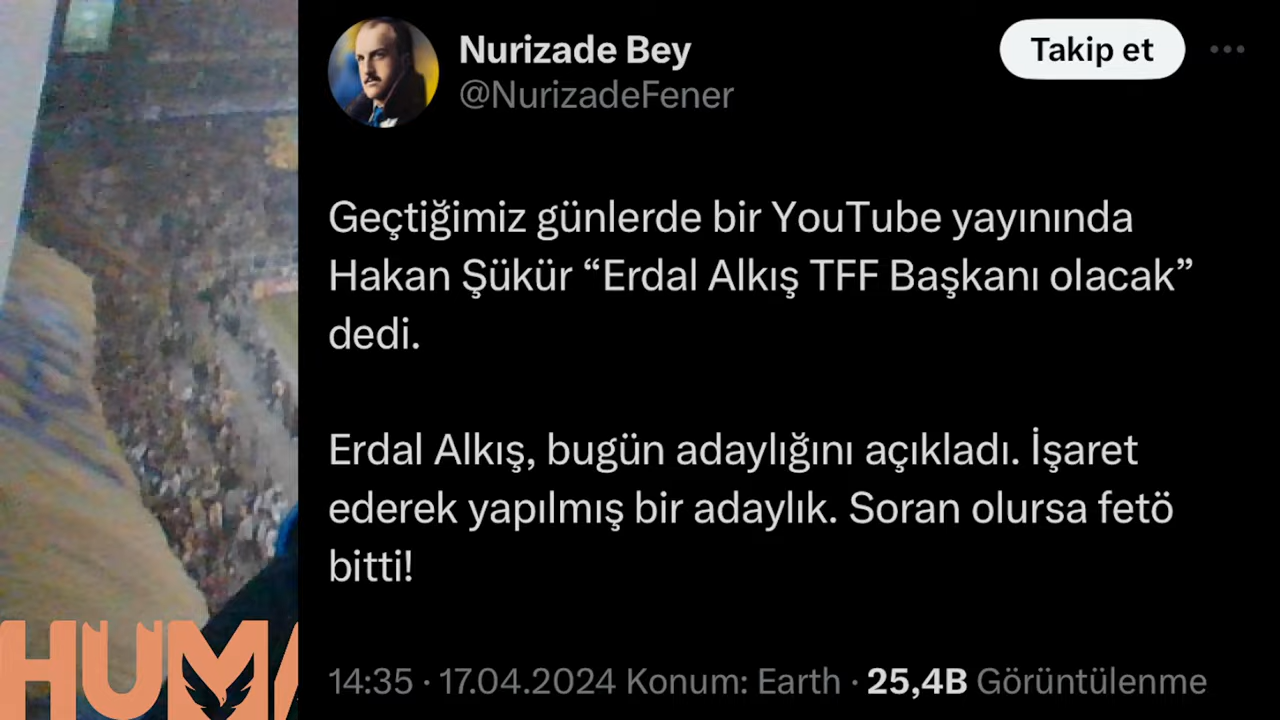 Nurizade Bey
@NurizadeFener
Takip et
Geçtiğimiz günlerde bir YouTube yayınında
Hakan Şükür “Erdal Alkış TFF Başkanı olacak”
dedi.
Erdal Alkış, bugün adaylığını açıkladı. İşaret
ederek yapılmış bir adaylık. Soran olursa fetö
bitti!
14:35 · 17.04.2024 Konum: Earth · 25,4B Görüntülenme
HUMA